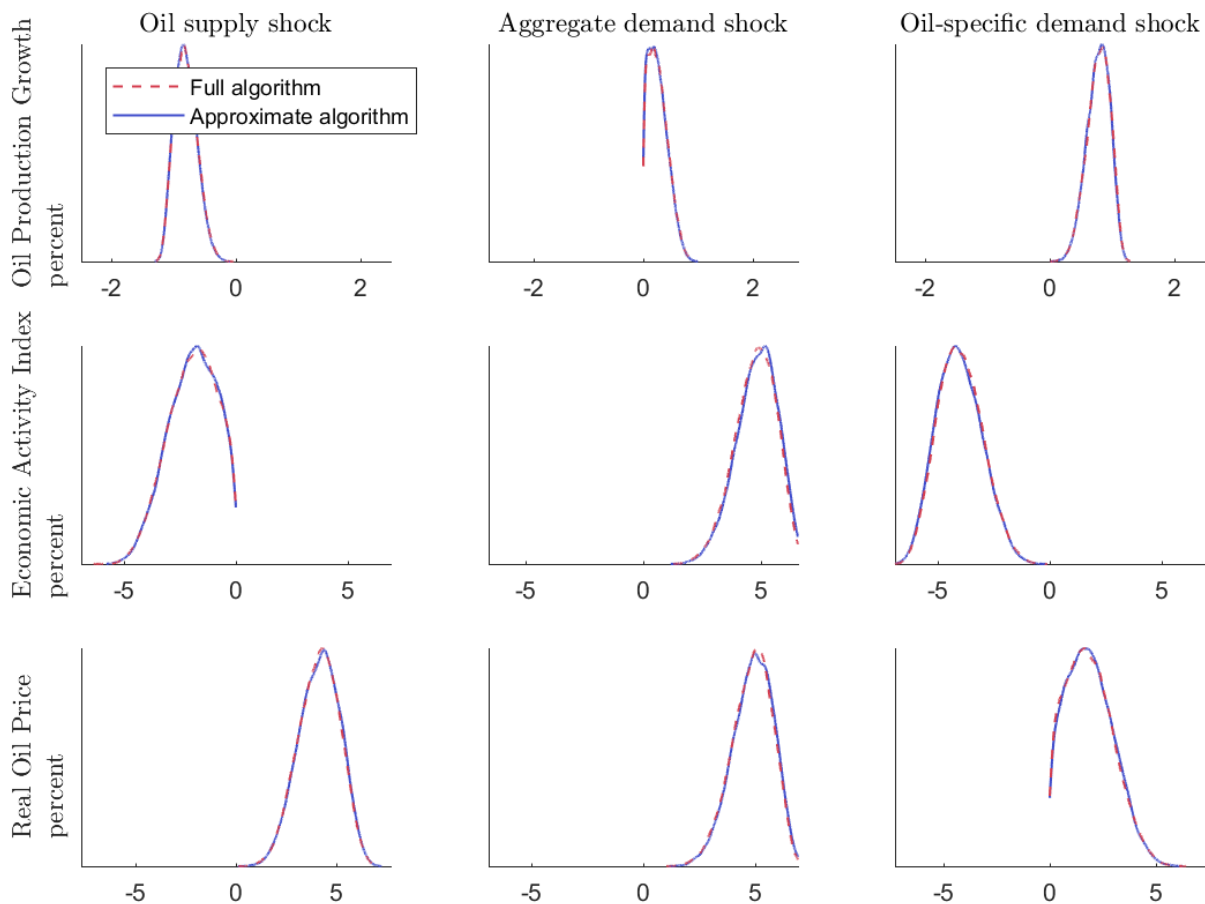 Oil supply shock
Aggregate demand shock
Oil-specific demand shock
Oil Production Growth
percent
Full algorithm
Approximate algorithm
-2 0 2
-2 0 2
-2 0 2
Economic Activity Index
percent
-5 0 5
-5 0 5
-5 0 5
Real Oil Price
percent
-5 0 5
-5 0 5
-5 0 5